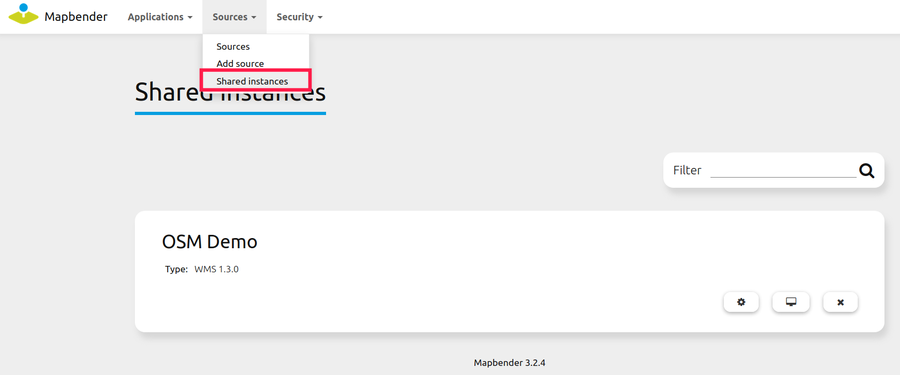 Mapbender Applications Sources Security
Sources
Add source
Shared instances
Shared instances
Filter
OSM Demo
Type: WMS 1.3.0
Mapbender 3.2.4